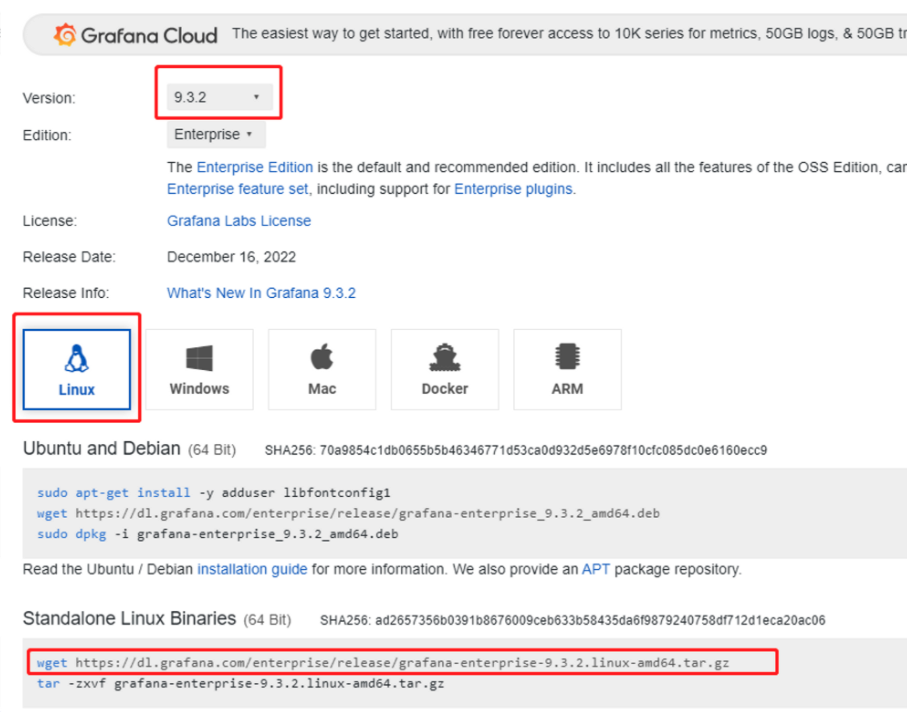 Grafana Cloud The easiest way to get started, with free forever access to 10K series for metrics, 50GB logs, & 50GB
Version: 9.3.2
Edition: Enterprise
The Enterprise Edition is the default and recommended edition. It includes all the features of the OSS Edition,
Enterprise feature set, including support for Enterprise plugins.
License: Grafana Labs License
Release Date: December 16, 2022
Release Info: What's New In Grafana 9.3.2
Linux Windows Mac Docker ARM
Ubuntu and Debian (64 Bit) SHA256: 70a9854c1db0655b5b46346771d53ca0d932d5e6978f10cfc085dc0e6160ecc9
sudo apt-get install -y adduser libfontconfig1
wget https://dl.grafana.com/enterprise/release/grafana-enterprise_9.3.2_amd64.deb
sudo dpkg -i grafana-enterprise_9.3.2_amd64.deb
Read the Ubuntu / Debian installation guide for more information. We also provide an APT package repository.
Standalone Linux Binaries (64 Bit) SHA256: ad2657356b0391b8676009ceb633b58435da6f9879240758df712d1eca20ac06
wget https://dl.grafana.com/enterprise/release/grafana-enterprise-9.3.2.linux-amd64.tar.gz
tar -zxvf grafana-enterprise-9.3.2.linux-amd64.tar.gz